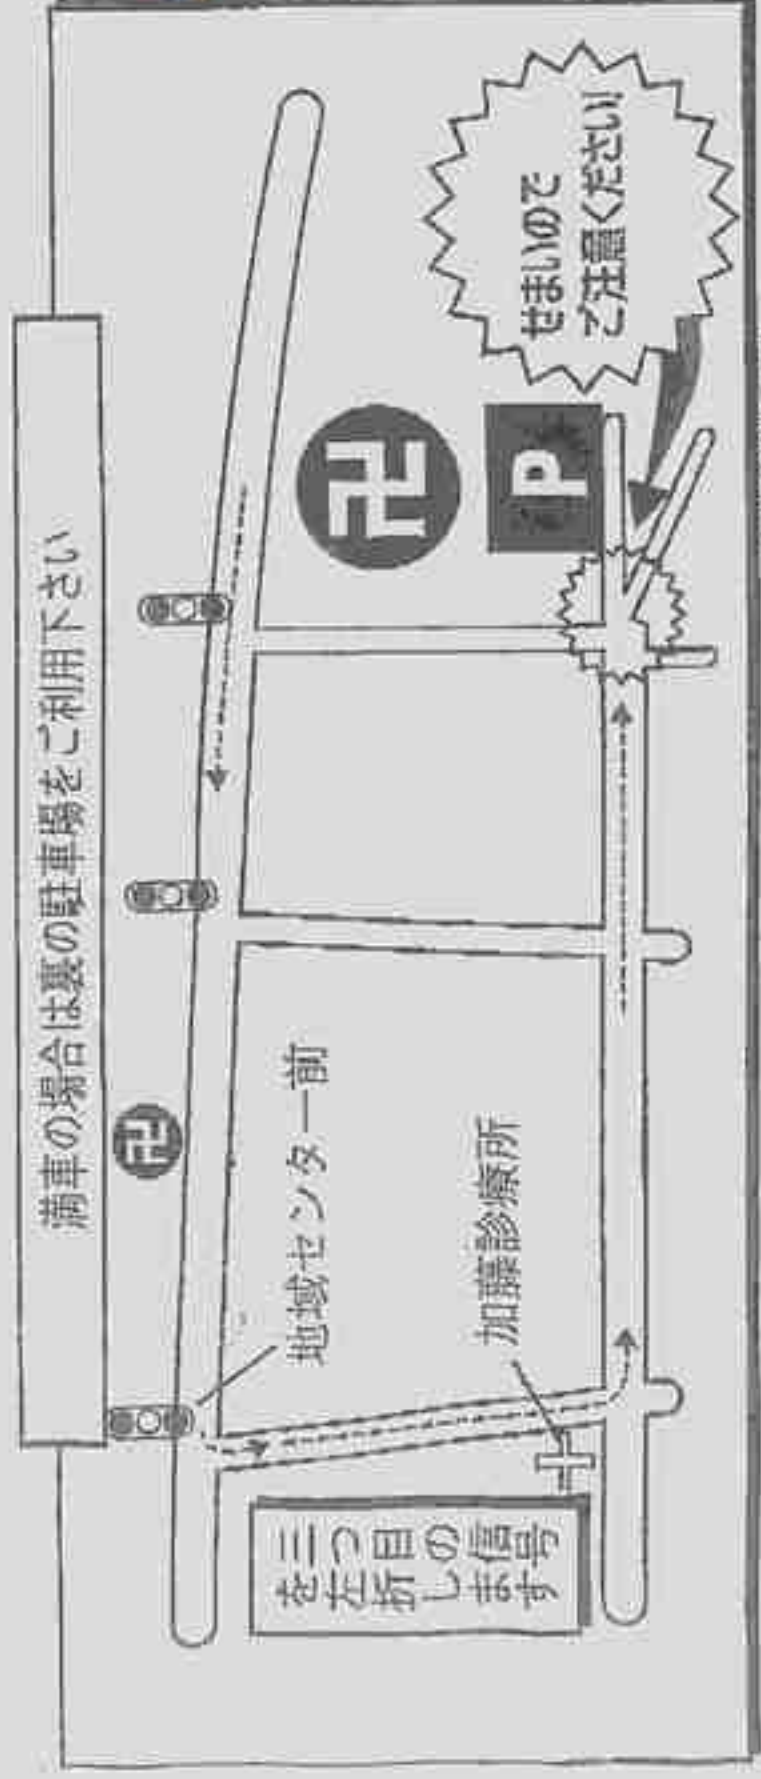 満車の場合は裏の駐車場をご利用下さい
卍
卍
P
せまいので
ご注意ください!
地域センター前
加藤診療所
三つ目の信号
を左折します